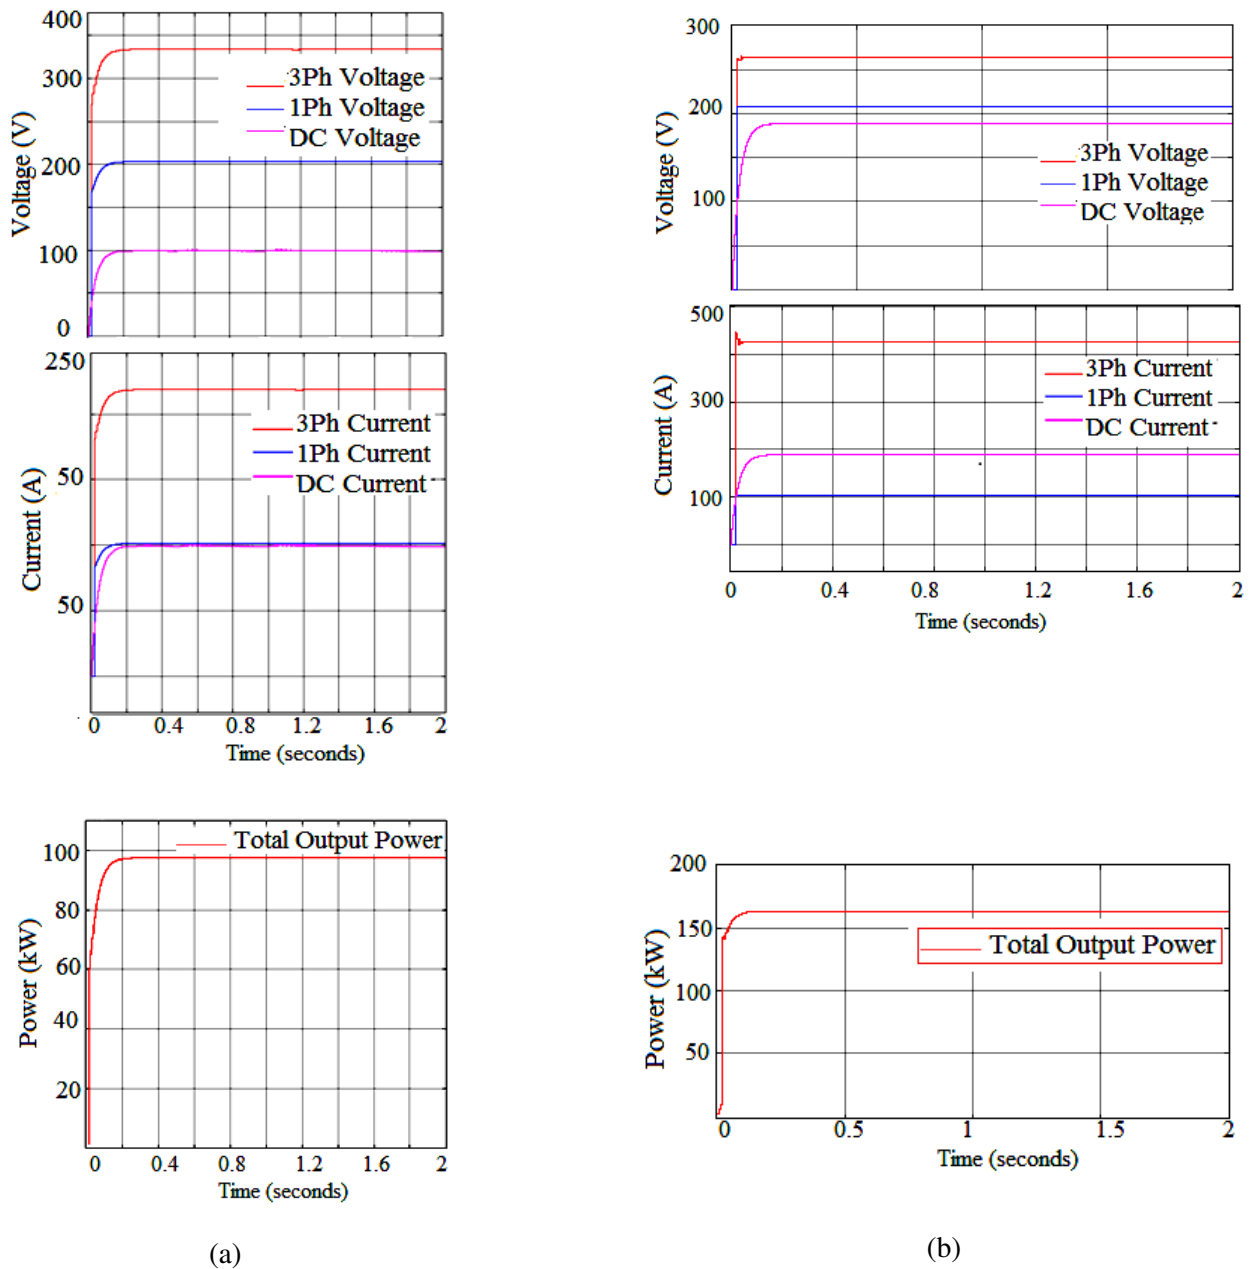 400
300
200
100
0
Voltage (V)
3Ph Voltage
1Ph Voltage
DC Voltage
250
50
50
Current (A)
3Ph Current
1Ph Current
DC Current
0 0.4 0.8 1.2 1.6 2
Time (seconds)
100
80
60
40
20
Power (kW)
Total Output Power
0 0.4 0.8 1.2 1.6 2
Time (seconds)
(a)
300
200
100
Voltage (V)
3Ph Voltage
1Ph Voltage
DC Voltage
500
300
100
Current (A)
3Ph Current
1Ph Current
DC Current
0 0.4 0.8 1.2 1.6 2
Time (seconds)
200
150
100
50
Power (kW)
Total Output Power
0 0.5 1 1.5 2
Time (seconds)
(b)